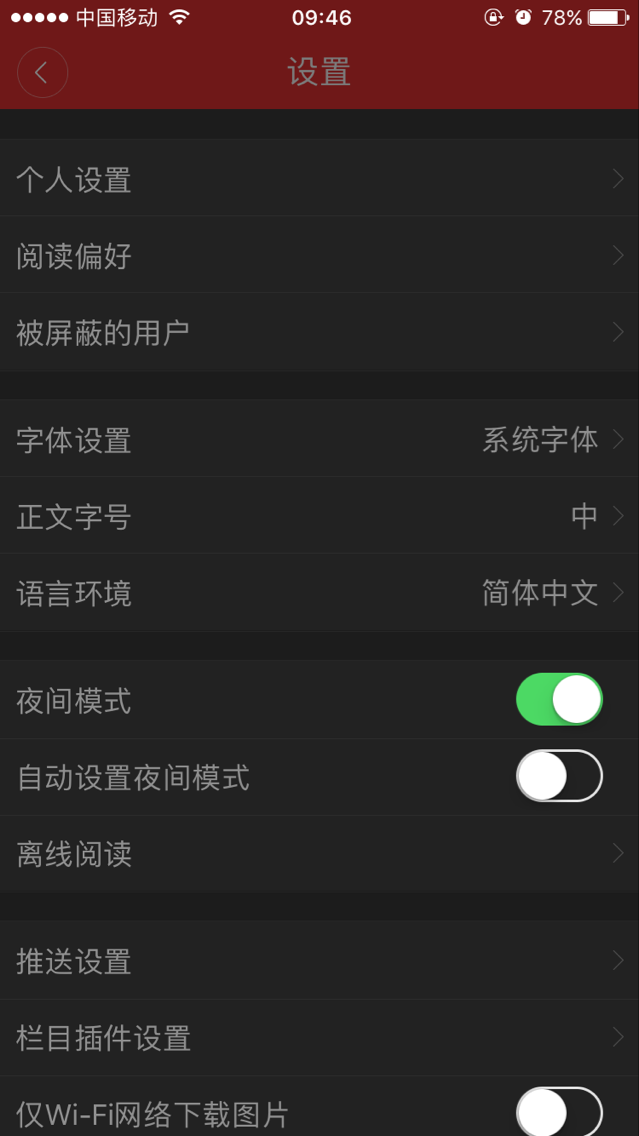 中国移动 09:46 78%
设置
个人设置
阅读偏好
被屏蔽的用户
字体设置 系统字体
正文字号 中
语言环境 简体中文
夜间模式
自动设置夜间模式
离线阅读
推送设置
栏目插件设置
仅Wi-Fi网络下载图片